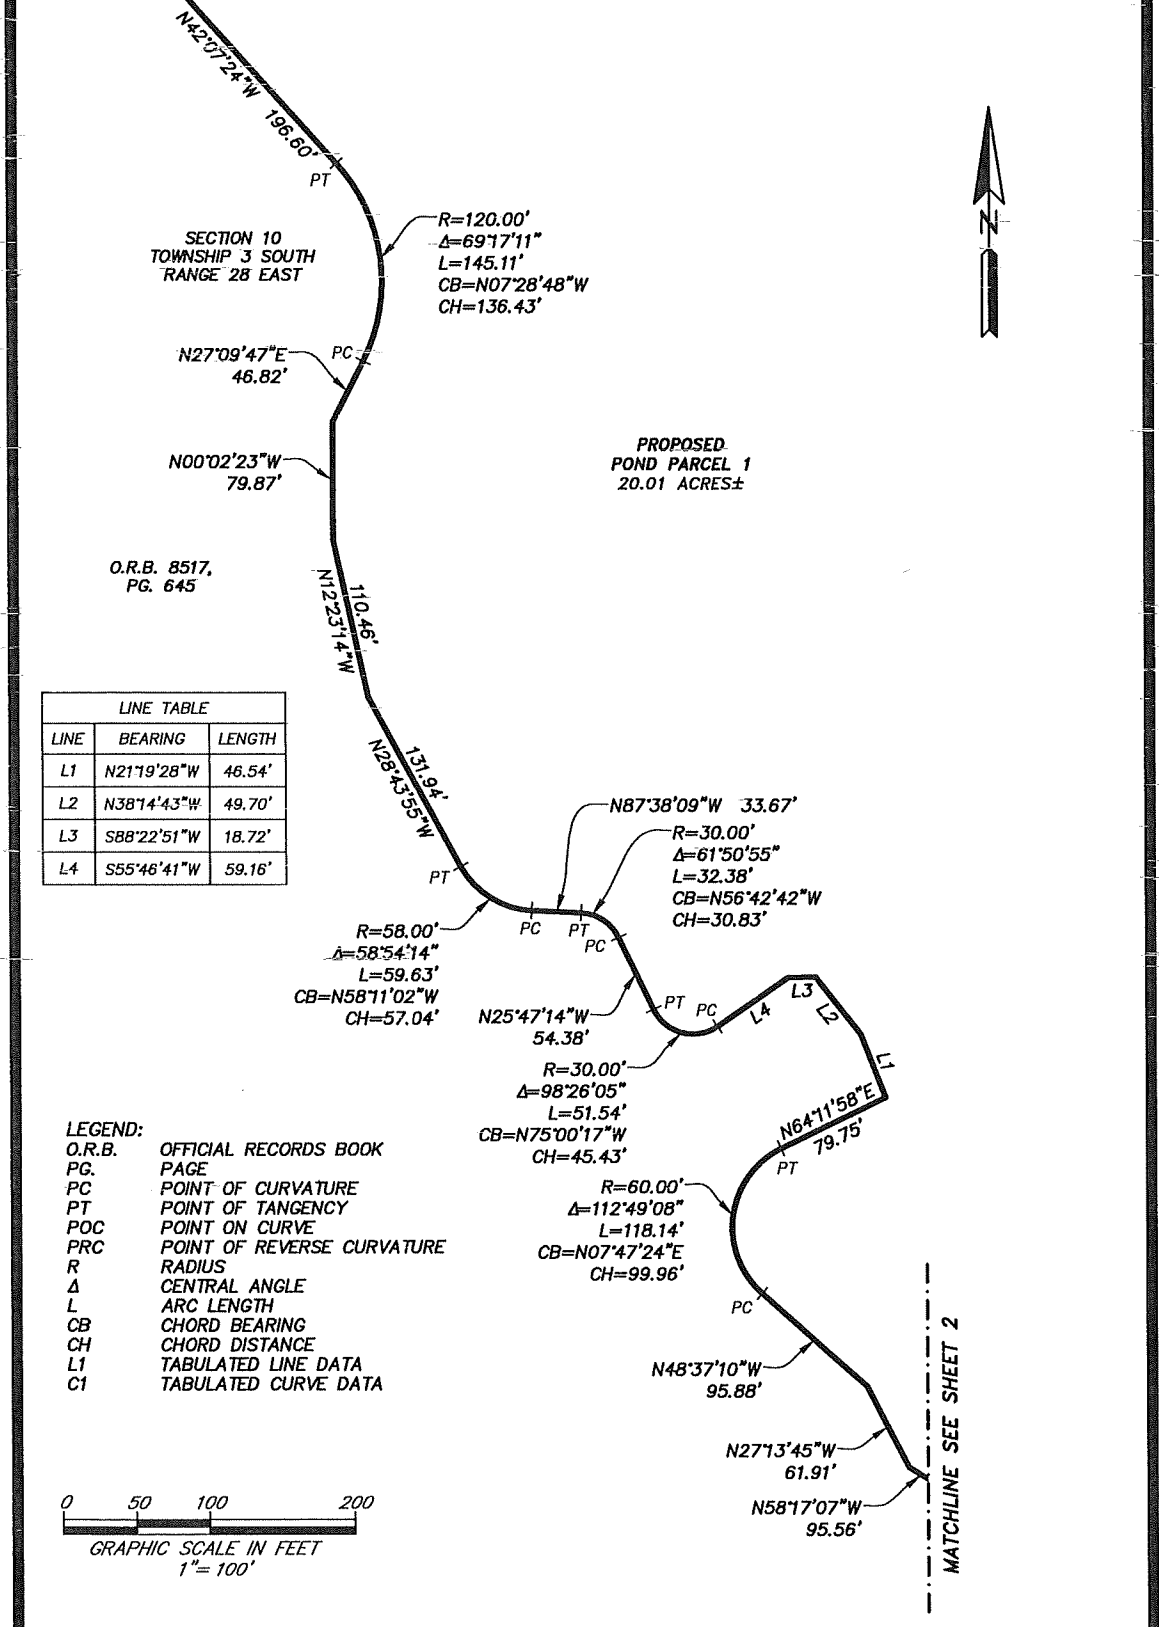 N42°07'24"W
196.60'
PT
R=120.00'
Δ=69°17'11"
L=145.11'
CB=N07°28'48"W
CH=136.43'
SECTION 10
TOWNSHIP 3 SOUTH
RANGE 28 EAST
N
PC
N27°09'47"E
46.82'
N00°02'23"W
79.87'
PROPOSED
POND PARCEL 1
20.01 ACRES±
O.R.B. 8517,
PG. 645
110.46'
N12°23'14"W
LINE TABLE
LINE BEARING LENGTH
L1 N21°19'28"W 46.54'
L2 N38°14'43"W 49.70'
L3 S88°22'51"W 18.72'
L4 S55°46'41"W 59.16'
131.94'
N28°43'55"W
PT
N87°38'09"W 33.67'
R=30.00'
Δ=61°50'55"
L=32.38'
CB=N56°42'42"W
CH=30.83'
PC
PT
PC
R=58.00'
Δ=58°54'14"
L=59.63'
CB=N58°11'02"W
CH=57.04'
N25°47'14"W
54.38'
PT
PC
L4
L3
L2
L1
R=30.00'
Δ=98°26'05"
L=51.54'
CB=N75°00'17"W
CH=45.43'
N64°11'58"E
79.75'
PT
R=60.00'
Δ=112°49'08"
L=118.14'
CB=N07°47'24"E
CH=99.96'
PC
LEGEND:
O.R.B. OFFICIAL RECORDS BOOK
PG. PAGE
PC POINT OF CURVATURE
PT POINT OF TANGENCY
POC POINT ON CURVE
PRC POINT OF REVERSE CURVATURE
R RADIUS
Δ CENTRAL ANGLE
L ARC LENGTH
CB CHORD BEARING
CH CHORD DISTANCE
L1 TABULATED LINE DATA
C1 TABULATED CURVE DATA
N48°37'10"W
95.88'
N27°13'45"W
61.91'
N58°17'07"W
95.56'
MATCHLINE SEE SHEET 2
0 50 100 200
GRAPHIC SCALE IN FEET
1"= 100'